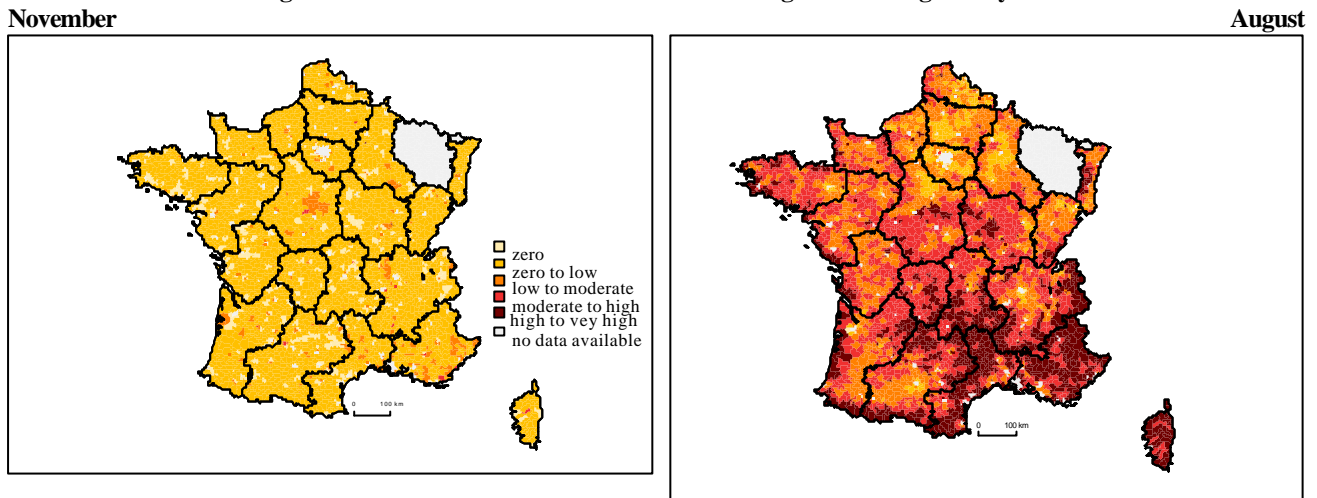 November
August
zero
zero to low
low to moderate
moderate to high
high to vey high
no data available
0 100 km
0 100 km